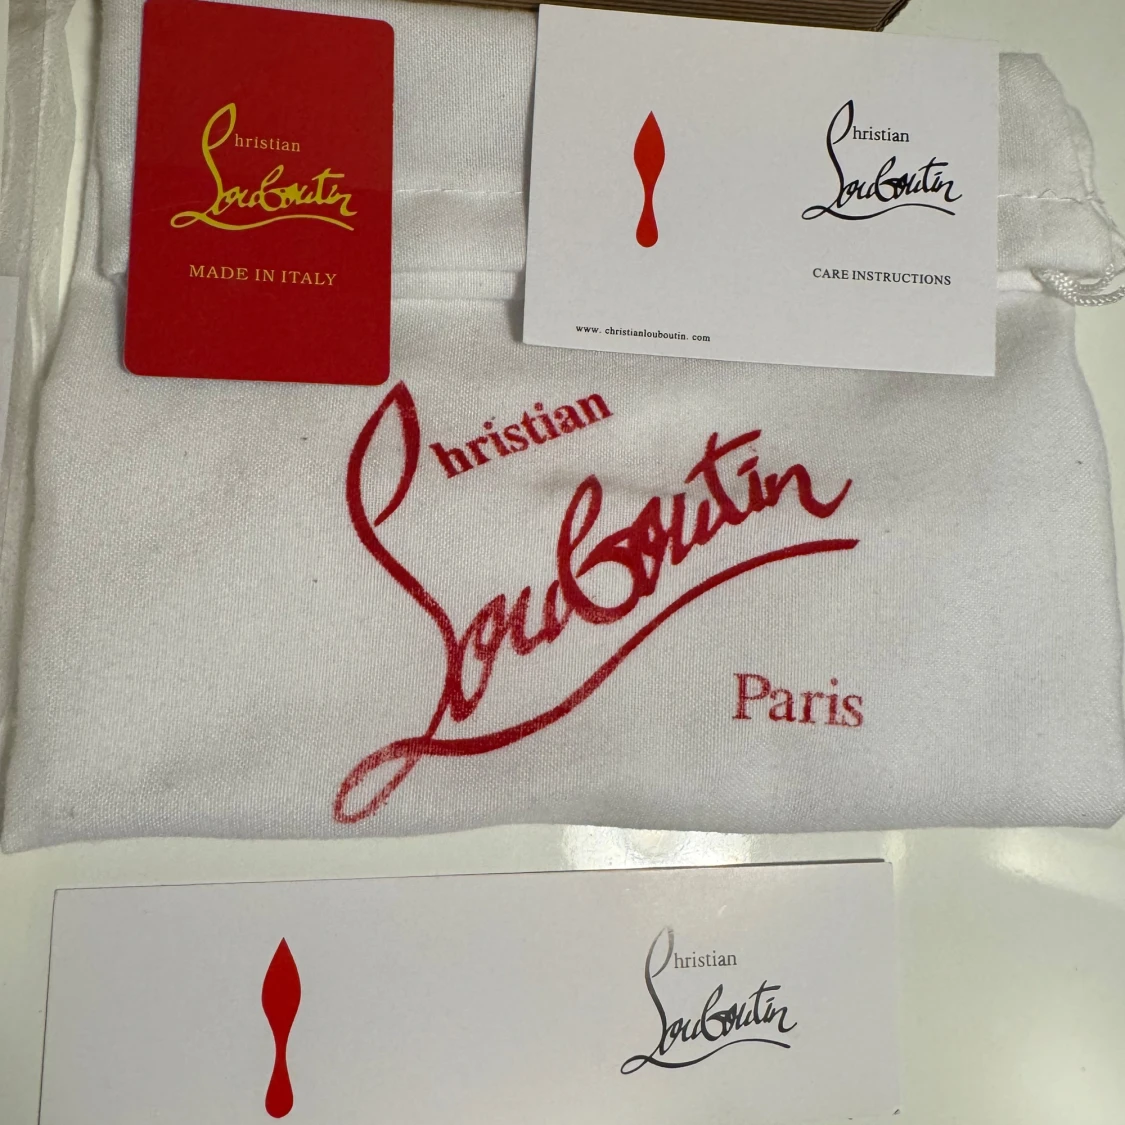 Christian
Louboutin
MADE IN ITALY
Christian
Louboutin
CARE INSTRUCTIONS
www. christianlouboutin. com
Christian
Louboutin
Paris
Christian
Louboutin